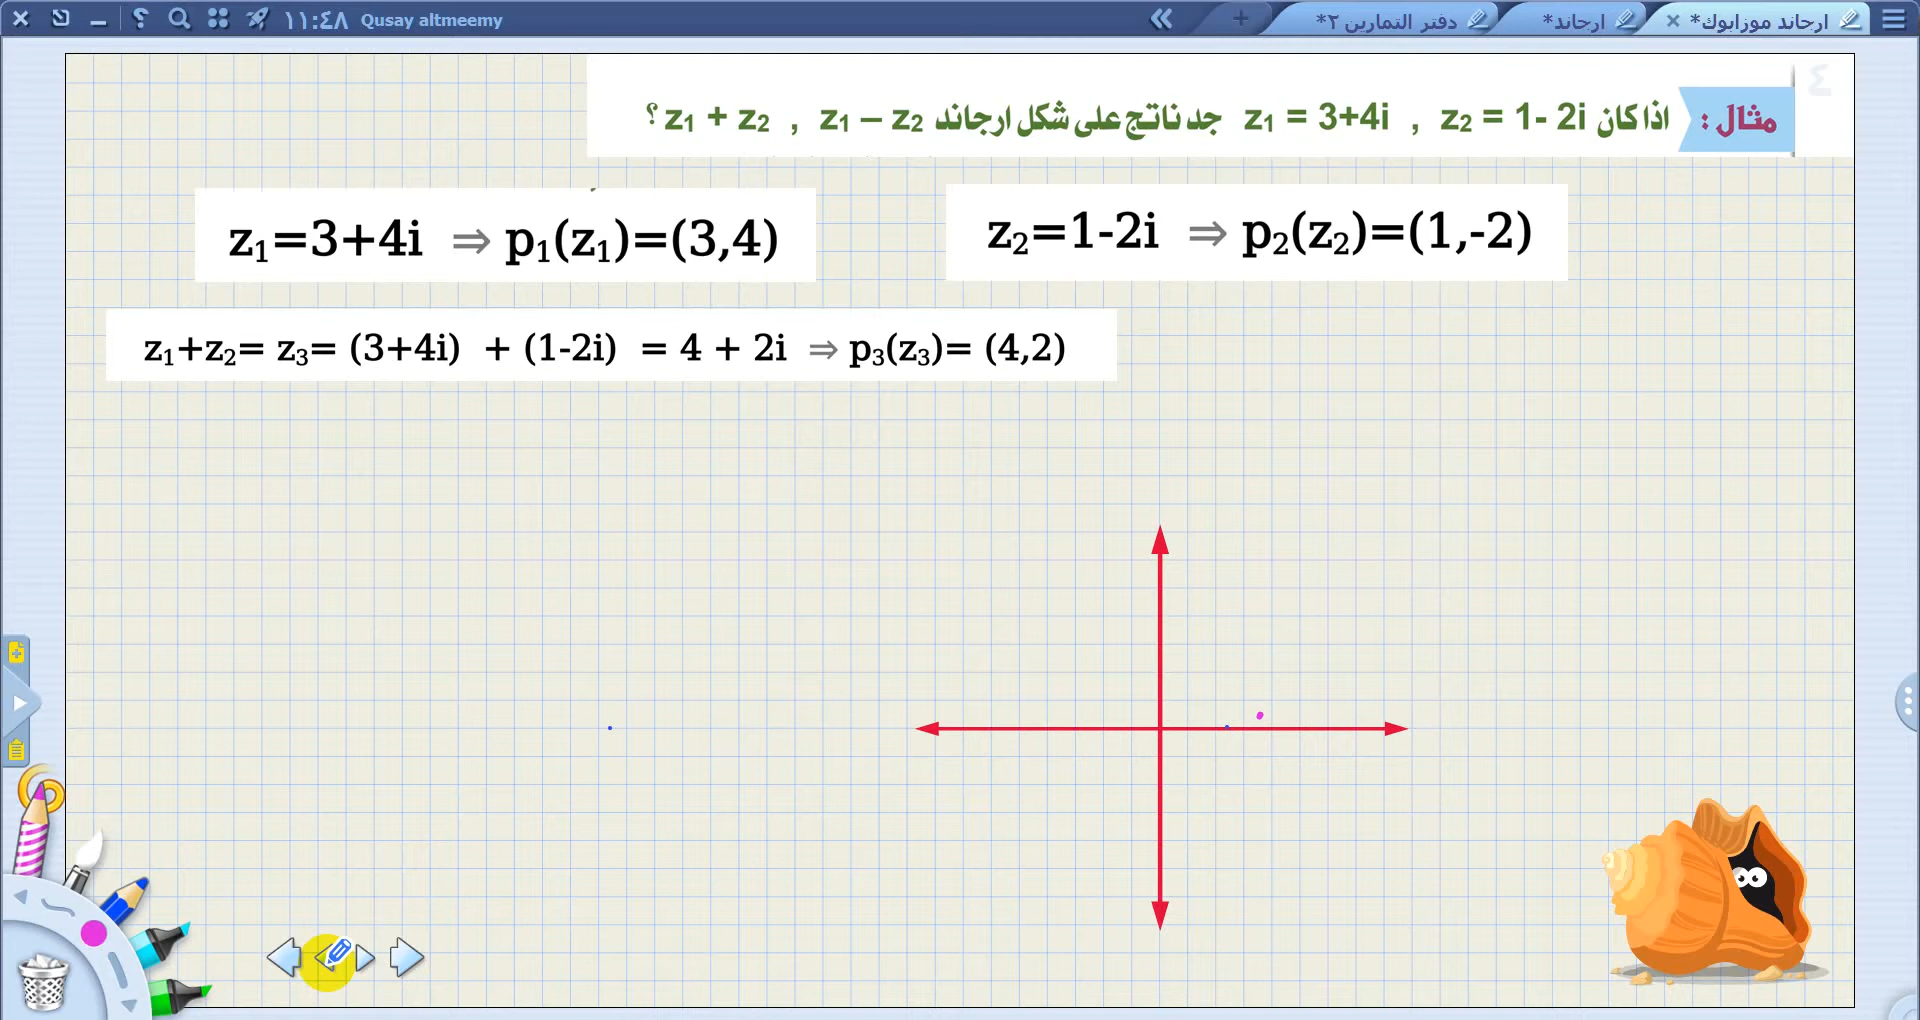 ١١:٤٨ Qusay altmeemy
ارجاند موزابوك*
ارجاند*
دفتر التمارين ٢*
٤
مثال : اذا كان z₁ = 3+4i , z₂ = 1- 2i جد ناتج على شكل ارجاند z₁ + z₂ , z₁ – z₂ ؟
z₁=3+4i ⇒ p₁(z₁)=(3,4)
z₂=1-2i ⇒ p₂(z₂)=(1,-2)
z₁+z₂= z₃= (3+4i) + (1-2i) = 4 + 2i ⇒ p₃(z₃)= (4,2)